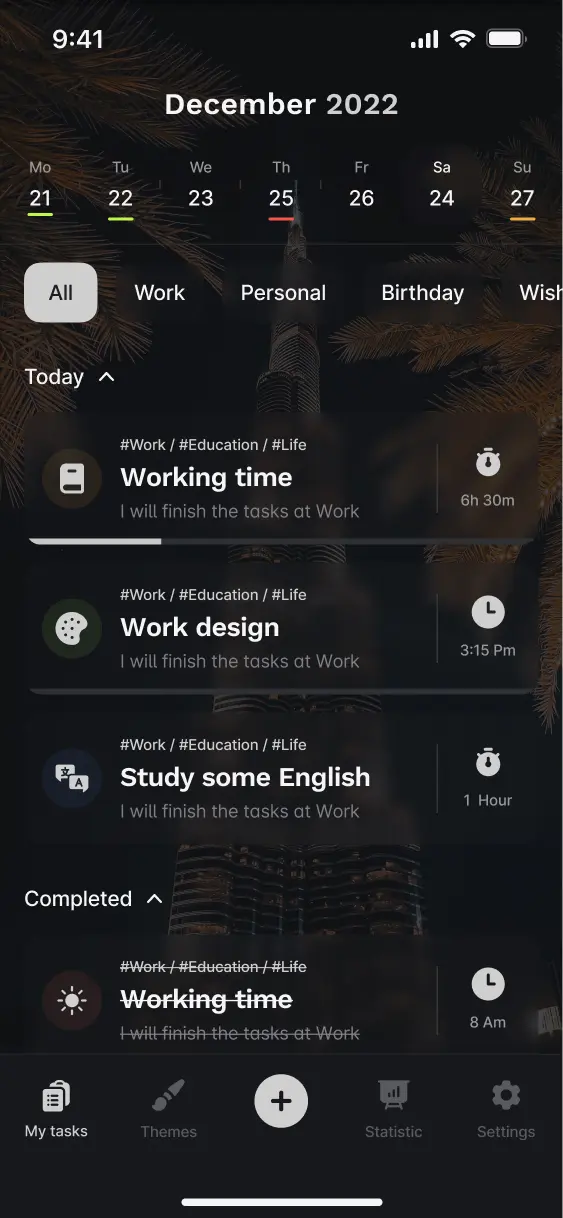 9:41
December 2022
Mo Tu We Th Fr Sa Su
21 22 23 25 26 24 27
All Work Personal Birthday Wish
Today
#Work / #Education / #Life
Working time
I will finish the tasks at Work
6h 30m
#Work / #Education / #Life
Work design
I will finish the tasks at Work
3:15 Pm
#Work / #Education / #Life
Study some English
I will finish the tasks at Work
1 Hour
Completed
#Work / #Education / #Life
Working time
I will finish the tasks at Work
8 Am
My tasks Themes Statistic Settings